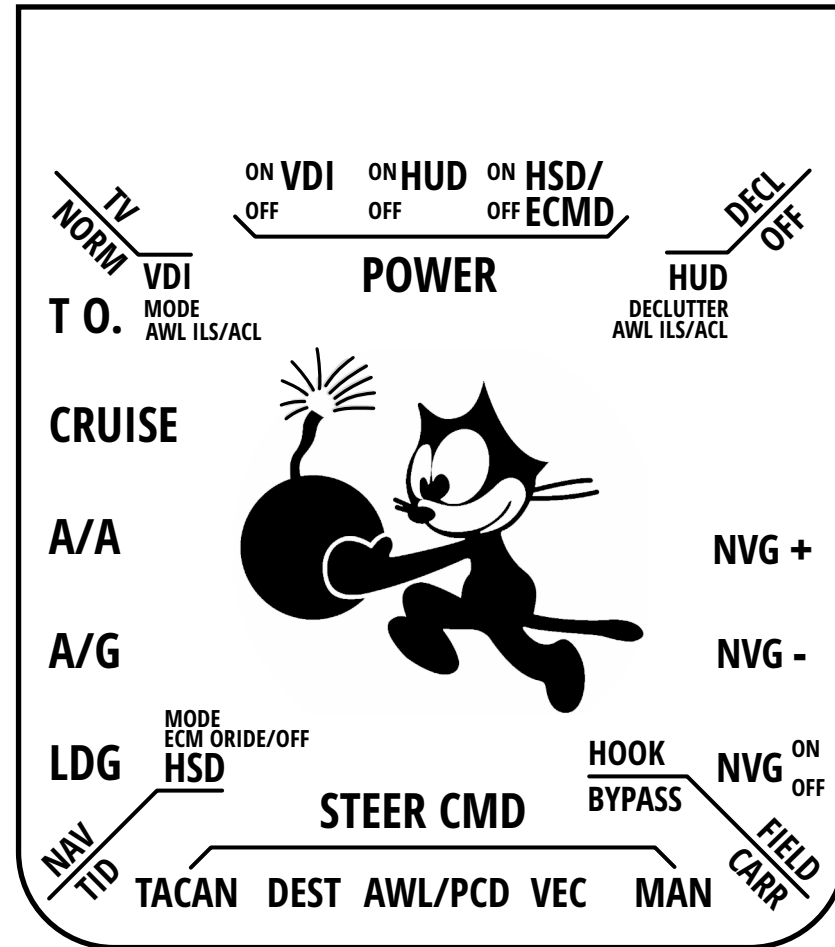 ON VDI ON HUD ON HSD/
OFF OFF OFF ECMD
POWER
TV
NORM
VDI
MODE
AWL ILS/ACL
DECL
OFF
HUD
DECLUTTER
AWL ILS/ACL
T O.
CRUISE
A/A
A/G
LDG
NVG +
NVG -
NVG ON
OFF
MODE
ECM ORIDE/OFF
HSD
NAV
TID
HOOK
BYPASS
FIELD
CARR
STEER CMD
TACAN DEST AWL/PCD VEC MAN